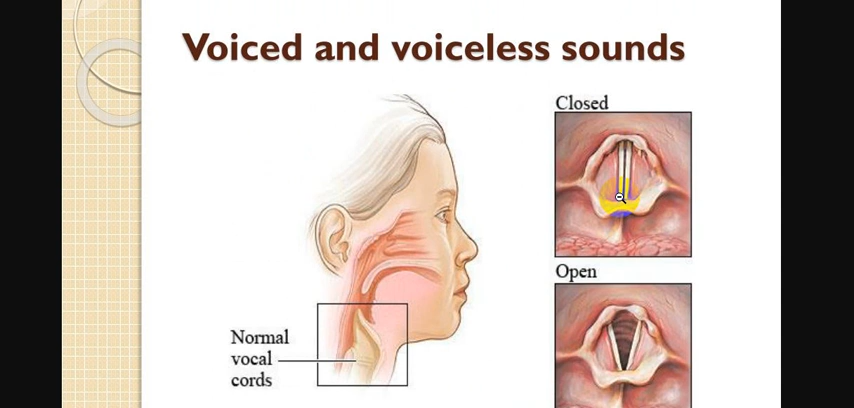 Voiced and voiceless sounds
Closed
Open
Normal
vocal
cords